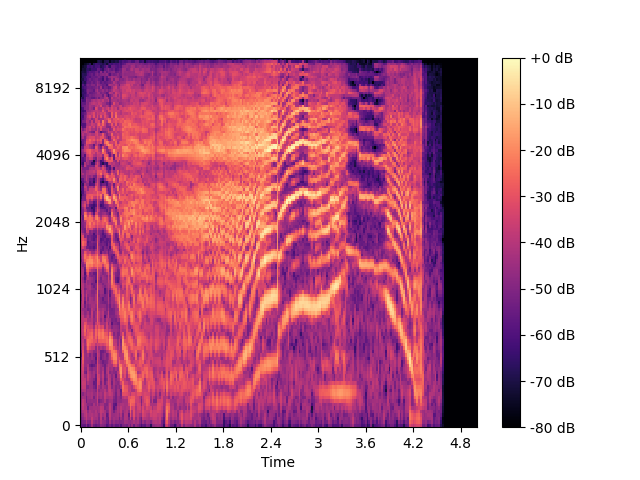 8192
4096
2048
1024
512
0
Hz
0
0.6
1.2
1.8
2.4
3
3.6
4.2
4.8
Time
+0 dB
-10 dB
-20 dB
-30 dB
-40 dB
-50 dB
-60 dB
-70 dB
-80 dB